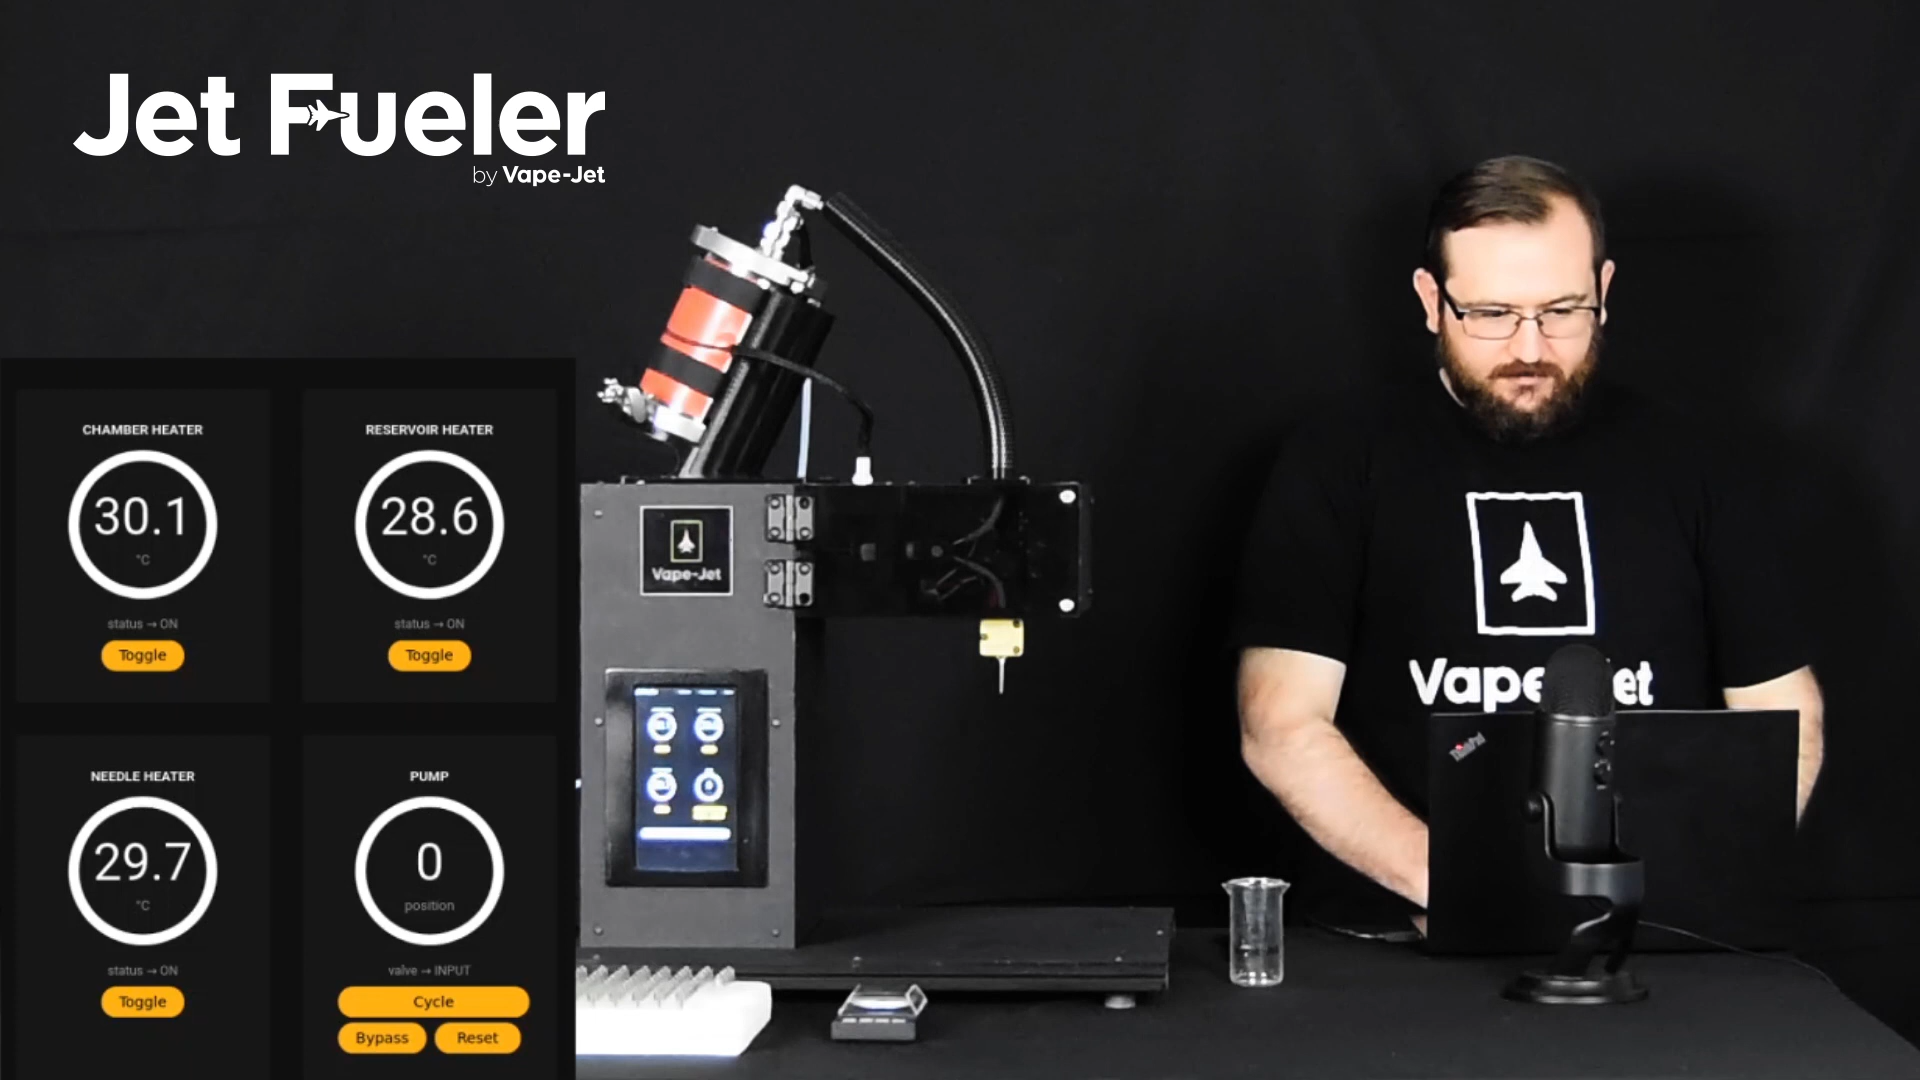 Jet Fueler
by Vape-Jet
CHAMBER HEATER
30.1
°C
status → ON
Toggle
RESERVOIR HEATER
28.6
°C
status → ON
Toggle
NEEDLE HEATER
29.7
°C
status → ON
Toggle
PUMP
0
position
valve → INPUT
Cycle
Bypass
Reset
Vape-Jet
Vape
et
ThinkPad